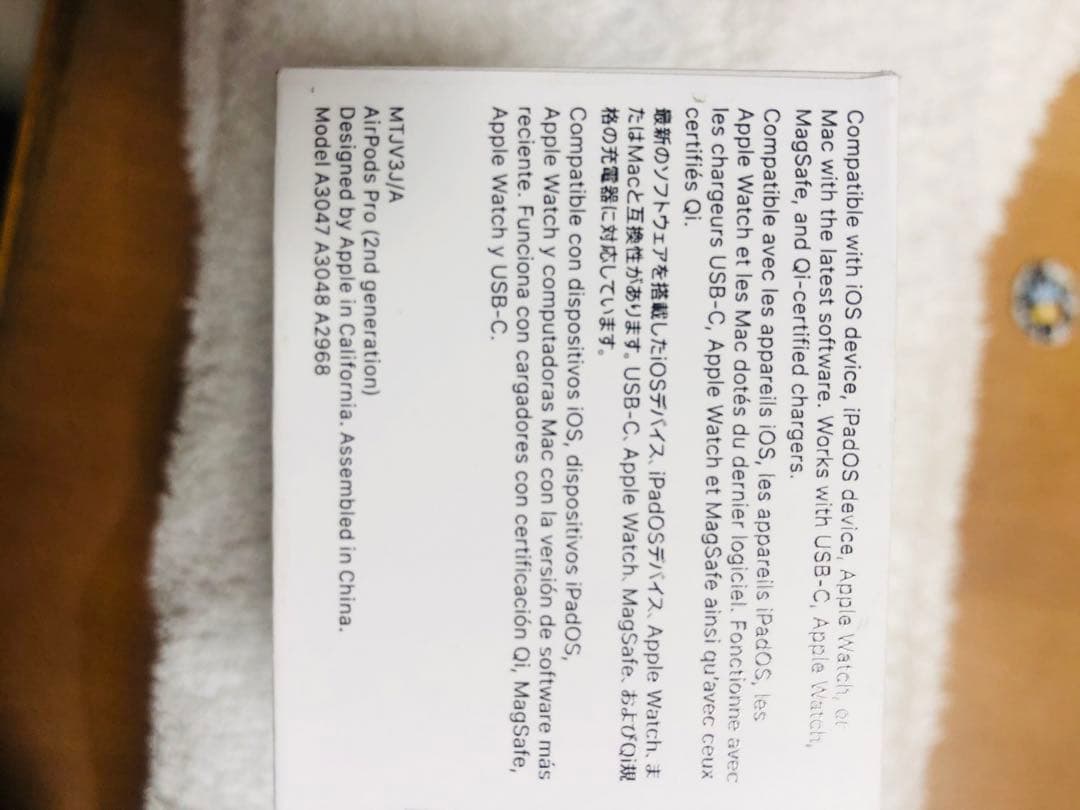 Compatible with iOS device, iPadOS device, Apple Watch, or
Mac with the latest software. Works with USB-C, Apple Watch,
MagSafe, and Qi-certified chargers.
Compatible avec les appareils iOS, les appareils iPadOS, les
Apple Watch et les Mac dotés du dernier logiciel. Fonctionne avec
les chargeurs USB-C, Apple Watch et MagSafe ainsi qu'avec ceux
certifiés Qi.
最新のソフトウェアを搭載したiOSデバイス、iPadOSデバイス、Apple Watch、ま
たはMacと互換性があります。USB-C、Apple Watch、MagSafe、およびQi規
格の充電器に対応しています。
Compatible con dispositivos iOS, dispositivos iPadOS,
Apple Watch y computadoras Mac con la versión de software más
reciente. Funciona con cargadores con certificación Qi, MagSafe,
Apple Watch y USB-C.
MTJV3J/A
AirPods Pro (2nd generation)
Designed by Apple in California. Assembled in China.
Model A3047 A3048 A2968